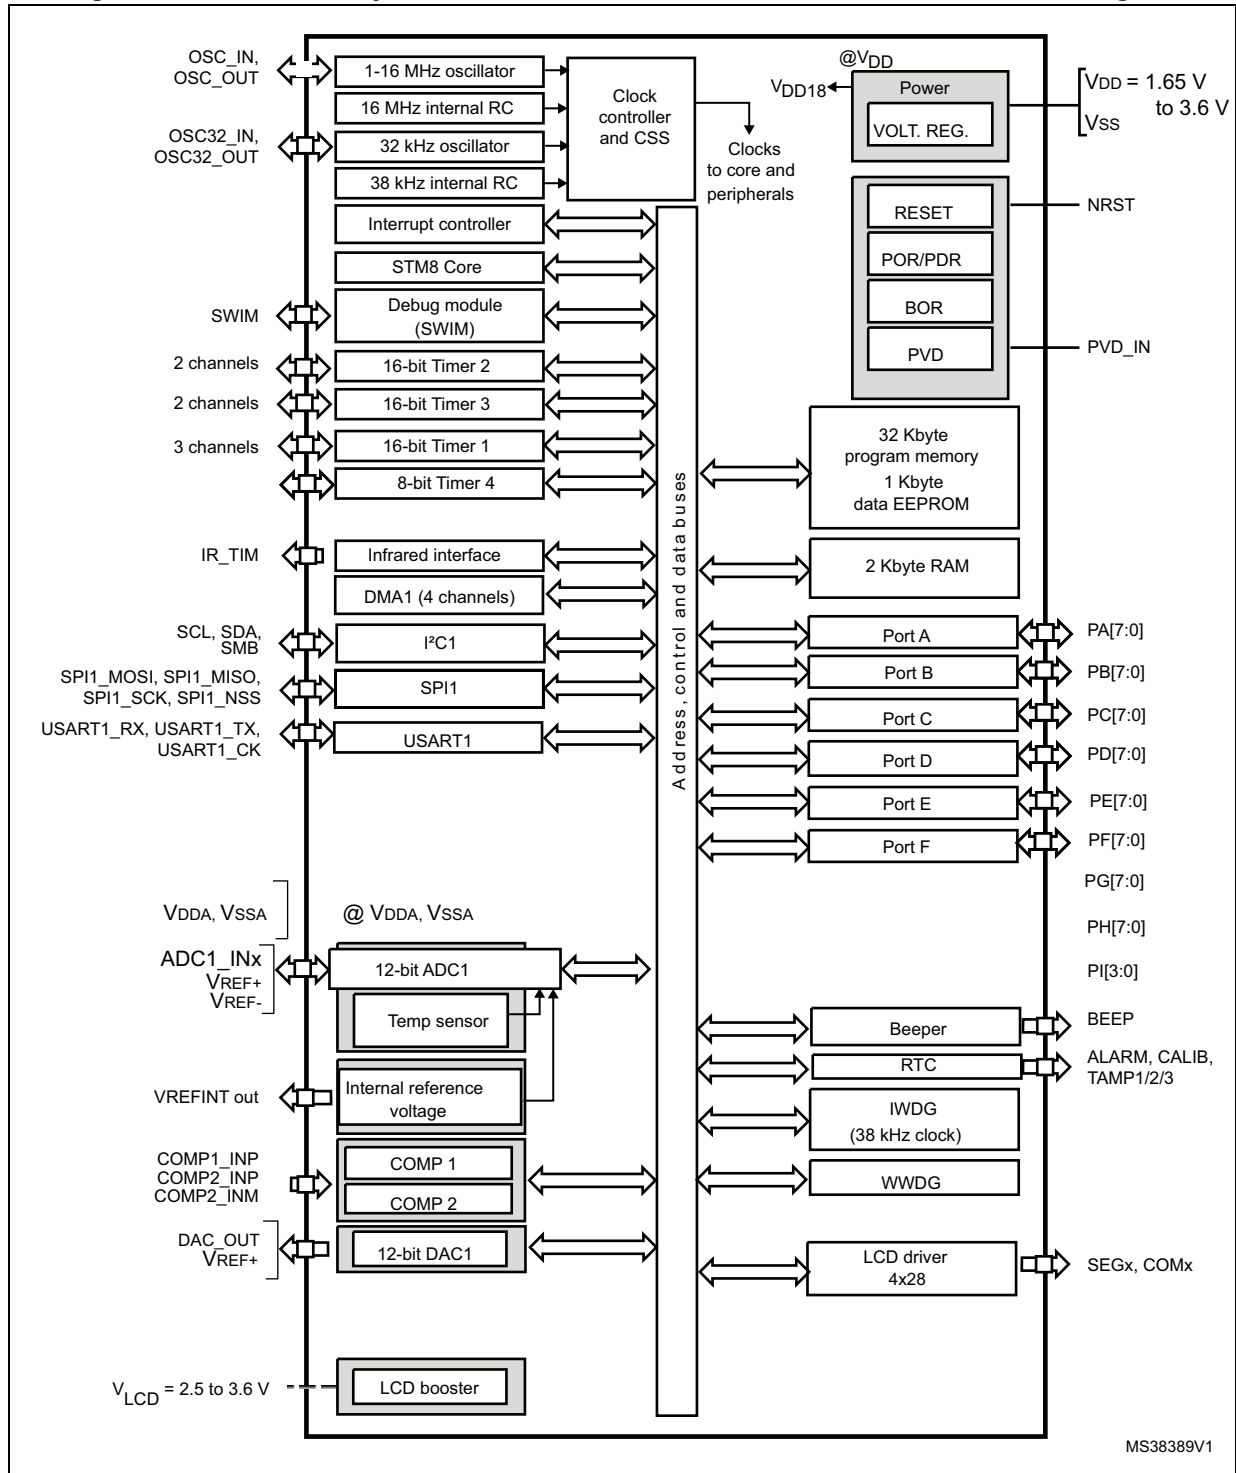 OSC_IN,
OSC_OUT
1-16 MHz oscillator
16 MHz internal RC
OSC32_IN,
OSC32_OUT
32 kHz oscillator
38 kHz internal RC
Clock
controller
and CSS
Clocks
to core and
peripherals
@VDD
VDD18
Power
VOLT. REG.
VDD = 1.65 V
to 3.6 V
VSS
Interrupt controller
STM8 Core
SWIM
Debug module
(SWIM)
2 channels
16-bit Timer 2
2 channels
16-bit Timer 3
3 channels
16-bit Timer 1
8-bit Timer 4
IR_TIM
Infrared interface
DMA1 (4 channels)
SCL, SDA,
SMB
I²C1
SPI1_MOSI, SPI1_MISO,
SPI1_SCK, SPI1_NSS
SPI1
USART1_RX, USART1_TX,
USART1_CK
USART1
Address, control and data buses
RESET
NRST
POR/PDR
BOR
PVD
PVD_IN
32 Kbyte
program memory
1 Kbyte
data EEPROM
2 Kbyte RAM
Port A
PA[7:0]
Port B
PB[7:0]
Port C
PC[7:0]
Port D
PD[7:0]
Port E
PE[7:0]
Port F
PF[7:0]
PG[7:0]
PH[7:0]
PI[3:0]
VDDA, VSSA
@ VDDA, VSSA
ADC1_INx
VREF+
VREF-
12-bit ADC1
Temp sensor
VREFINT out
Internal reference
voltage
COMP1_INP
COMP2_INP
COMP2_INM
COMP 1
COMP 2
DAC_OUT
VREF+
12-bit DAC1
Beeper
BEEP
RTC
ALARM, CALIB,
TAMP1/2/3
IWDG
(38 kHz clock)
WWDG
LCD driver
4x28
SEGx, COMx
VLCD = 2.5 to 3.6 V
LCD booster
MS38389V1